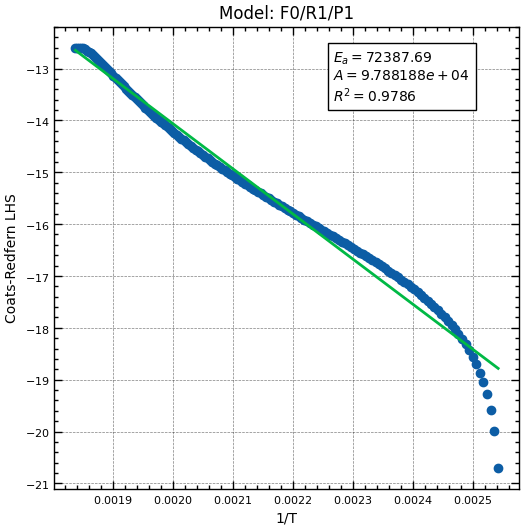 Model: F0/R1/P1
Eₐ = 72387.69
A = 9.788188e + 04
R² = 0.9786
Coats-Redfern LHS
−13
−14
−15
−16
−17
−18
−19
−20
−21
0.0019 0.0020 0.0021 0.0022 0.0023 0.0024 0.0025
1/T